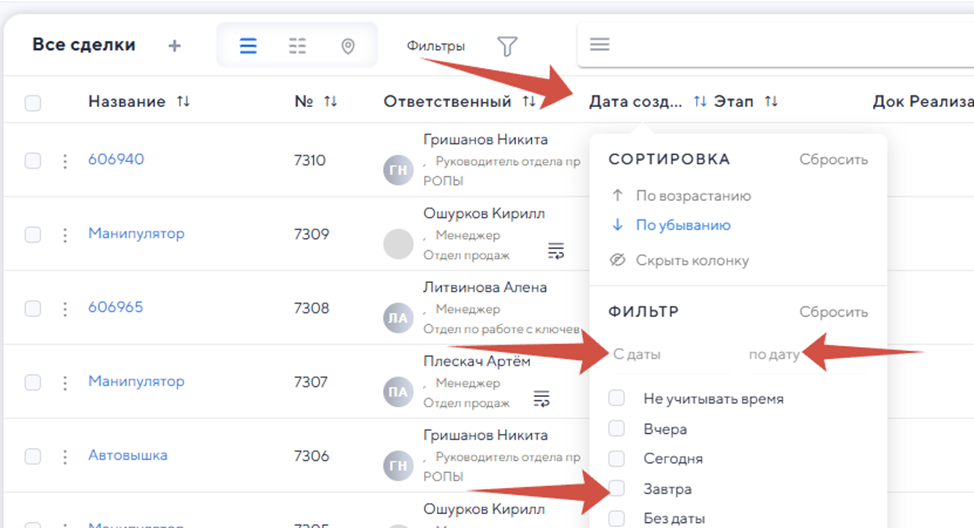 Все сделки + Фильтры
Название № Ответственный Дата созд... Этап Док Реализа
606940 7310 Гришанов Никита
, Руководитель отдела пр
ГН
РОПЫ
Манипулятор 7309 Ошурков Кирилл
, Менеджер
Отдел продаж
606965 7308 Литвинова Алена
, Менеджер
ЛА
Отдел по работе с ключев
Манипулятор 7307 Плескач Артём
, Менеджер
ПА
Отдел продаж
Автовышка 7306 Гришанов Никита
, Руководитель отдела пр
ГН
РОПЫ
Манипулятор 7305 Ошурков Кирилл
СОРТИРОВКА Сбросить
По возрастанию
По убыванию
Скрыть колонку
ФИЛЬТР Сбросить
С даты по дату
Не учитывать время
Вчера
Сегодня
Завтра
Без даты